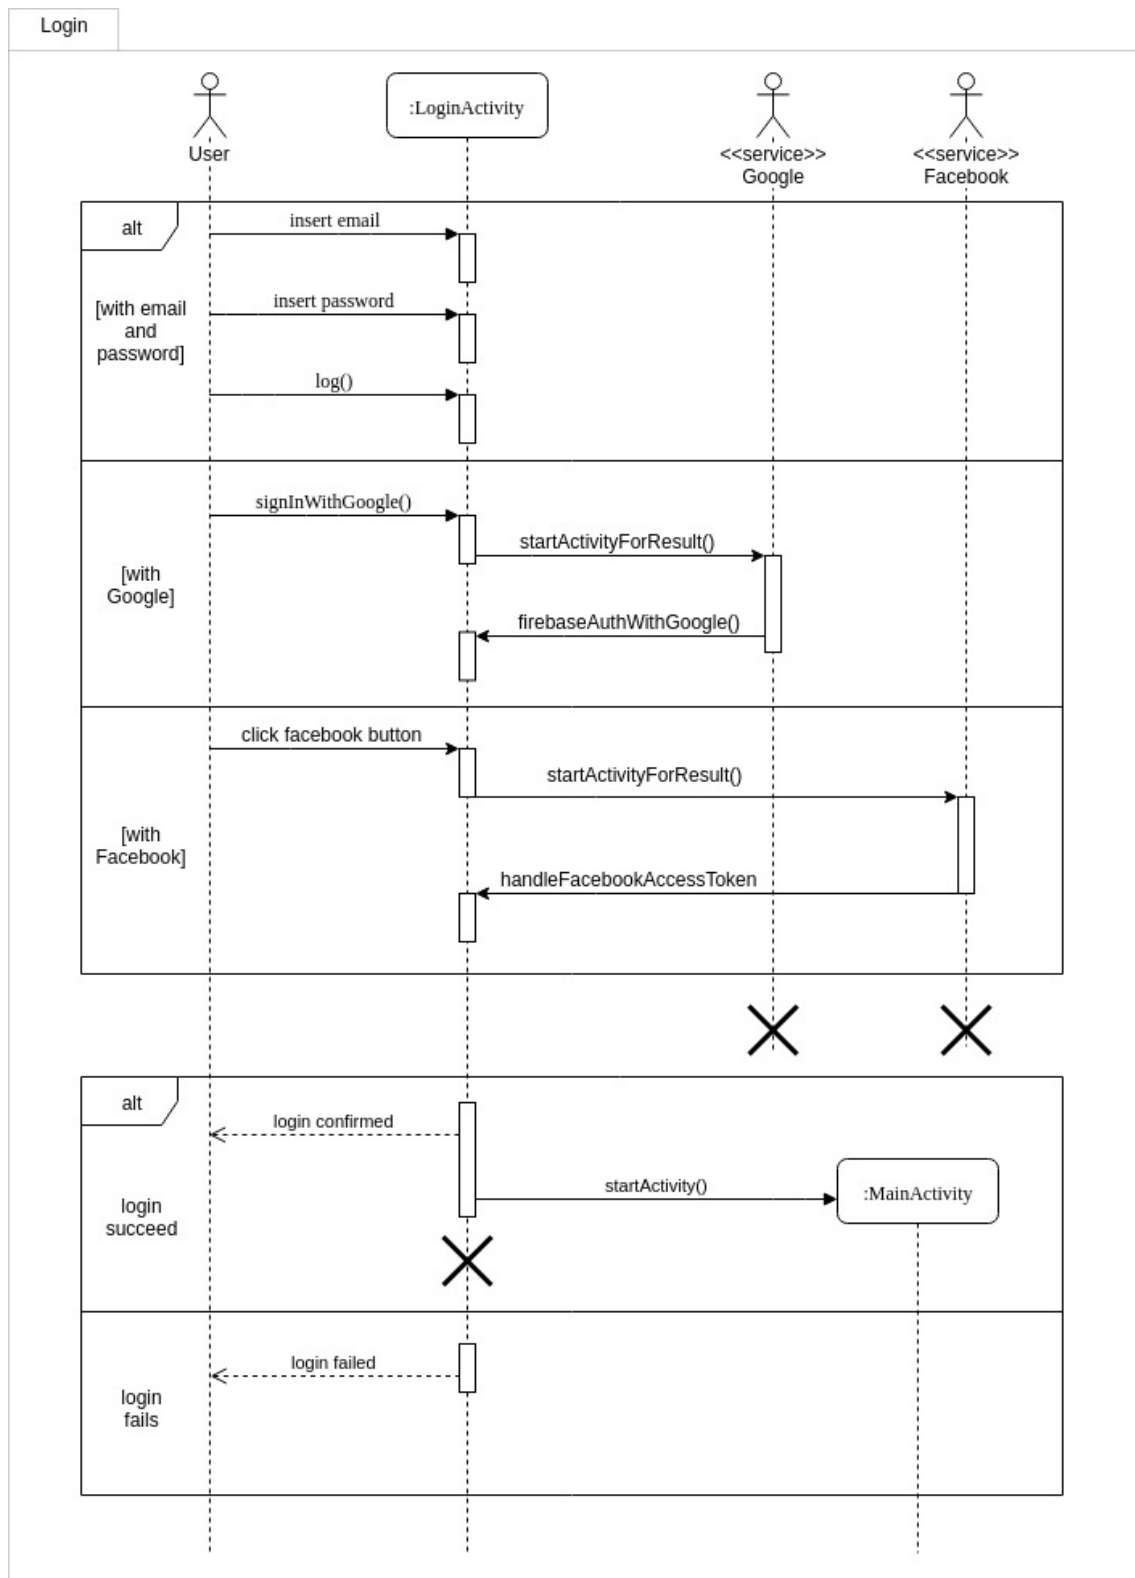 Login
:LoginActivity
User
<<service>>
Google
<<service>>
Facebook
alt
insert email
[with email
and
password]
insert password
log()
signInWithGoogle()
startActivityForResult()
[with
Google]
firebaseAuthWithGoogle()
click facebook button
startActivityForResult()
[with
Facebook]
handleFacebookAccessToken
alt
login confirmed
startActivity()
:MainActivity
login
succeed
login failed
login
fails